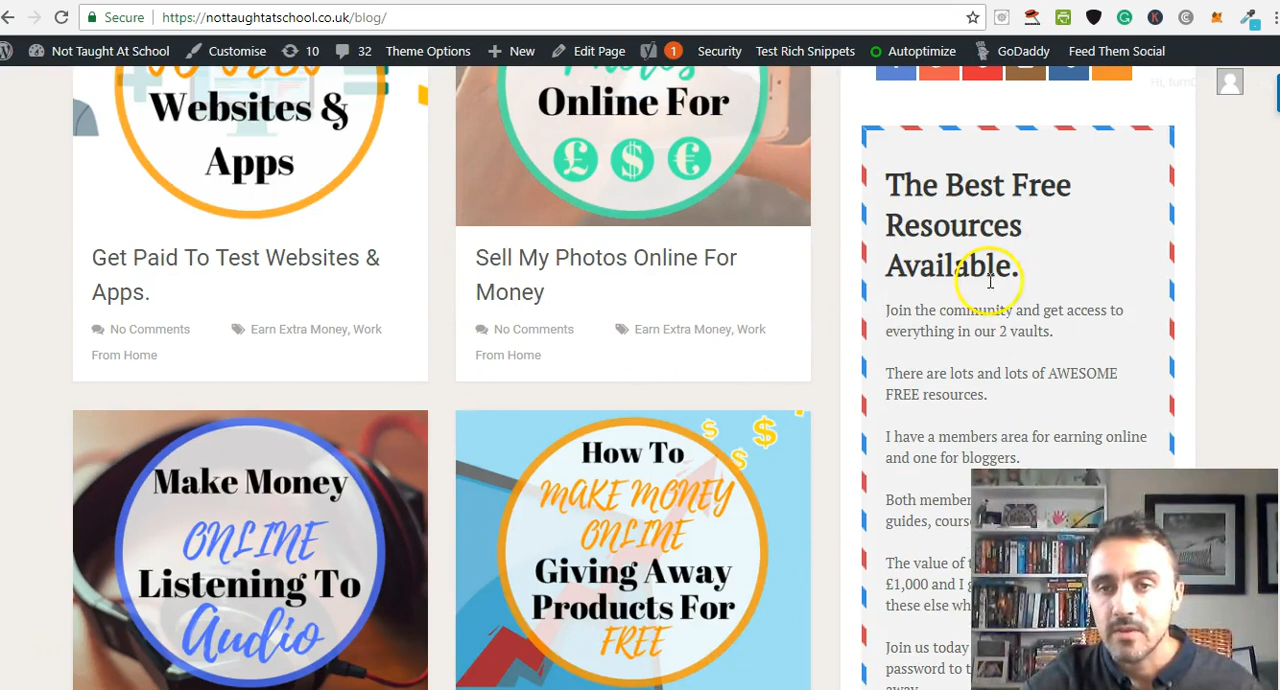 Secure
https://nottaughtatschool.co.uk/blog/
Not Taught At School
Customise
10
32
Theme Options
New
Edit Page
1
Security
Test Rich Snippets
Autoptimize
GoDaddy
Feed Them Social
Websites &
Apps
Online For
£ $ €
Get Paid To Test Websites &
Apps.
No Comments
Earn Extra Money, Work
From Home
Sell My Photos Online For
Money
No Comments
Earn Extra Money, Work
From Home
Make Money
ONLINE
Listening To
Audio
How To
MAKE MONEY
ONLINE
Giving Away
Products For
FREE
The Best Free
Resources
Available.
Join the community and get access to
everything in our 2 vaults.
There are lots and lots of AWESOME
FREE resources.
I have a members area for earning online
and one for bloggers.
Both
guides,
The value of
£1,000 and I
these else
Join us today
password to